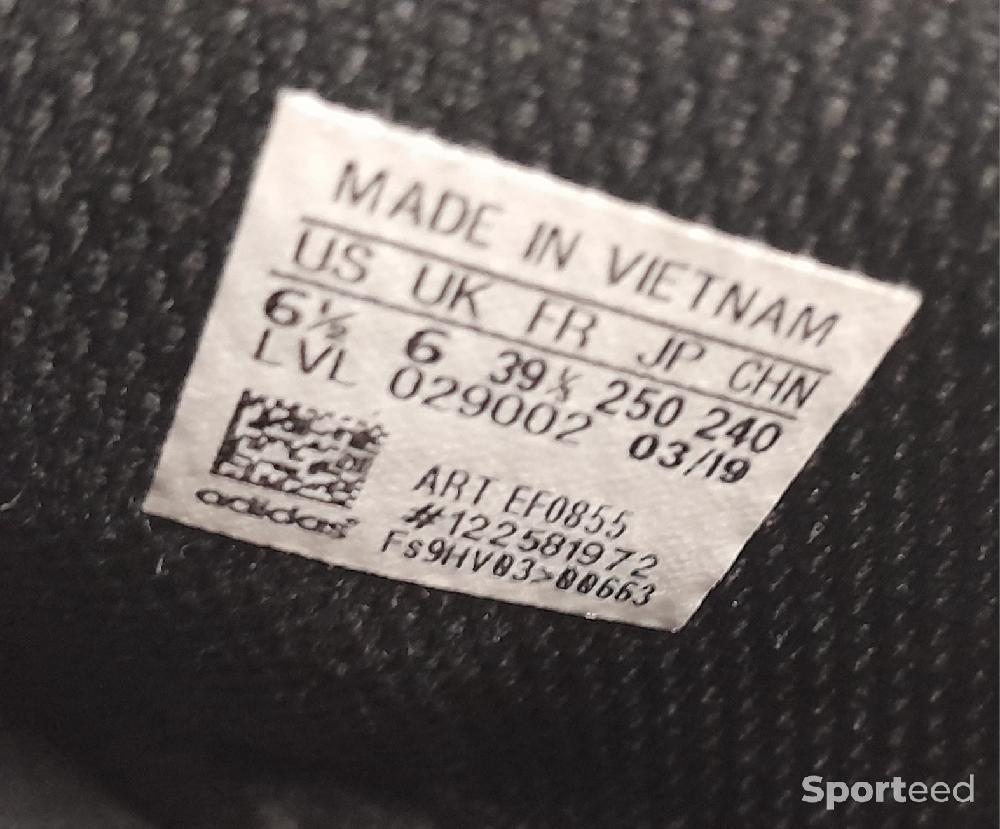 MADE IN VIETNAM
US UK FR JP CHN
6½ 6 39⅓ 250 240
LVL 029002 03/19
ART EF0855
#122581972
Fs9HV03>00663
adidas
Sporteed